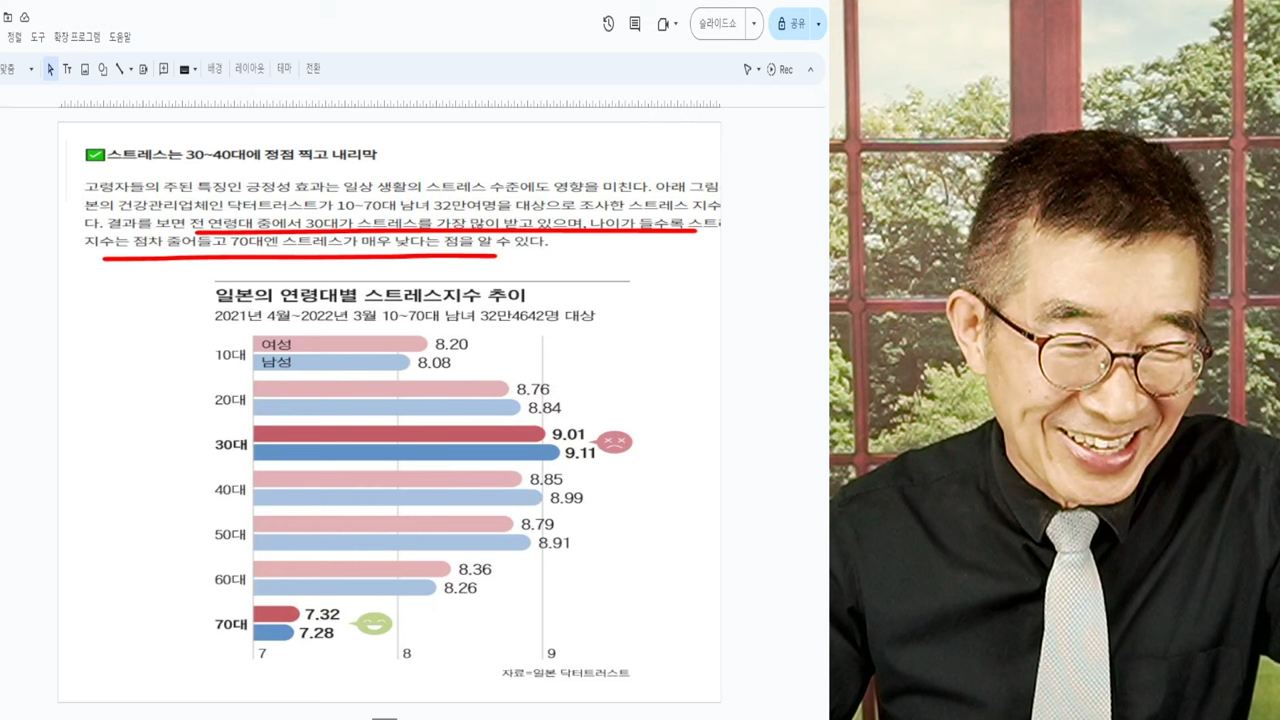 정렬 도구 확장 프로그램 도움말
슬라이드쇼
공유
맞춤
배경 레이아웃 테마 전환
Rec
스트레스는 30~40대에 정점 찍고 내리막
고령자들의 주된 특징인 긍정성 효과는 일상 생활의 스트레스 수준에도 영향을 미친다. 아래 그림
본의 건강관리업체인 닥터트러스트가 10~70대 남녀 32만여명을 대상으로 조사한 스트레스 지수
다. 결과를 보면 전 연령대 중에서 30대가 스트레스를 가장 많이 받고 있으며, 나이가 들수록 스트
지수는 점차 줄어들고 70대엔 스트레스가 매우 낮다는 점을 알 수 있다.
일본의 연령대별 스트레스지수 추이
2021년 4월~2022년 3월 10~70대 남녀 32만4642명 대상
10대
여성
8.20
남성
8.08
20대
8.76
8.84
30대
9.01
9.11
40대
8.85
8.99
50대
8.79
8.91
60대
8.36
8.26
70대
7.32
7.28
7 8 9
자료=일본 닥터트러스트